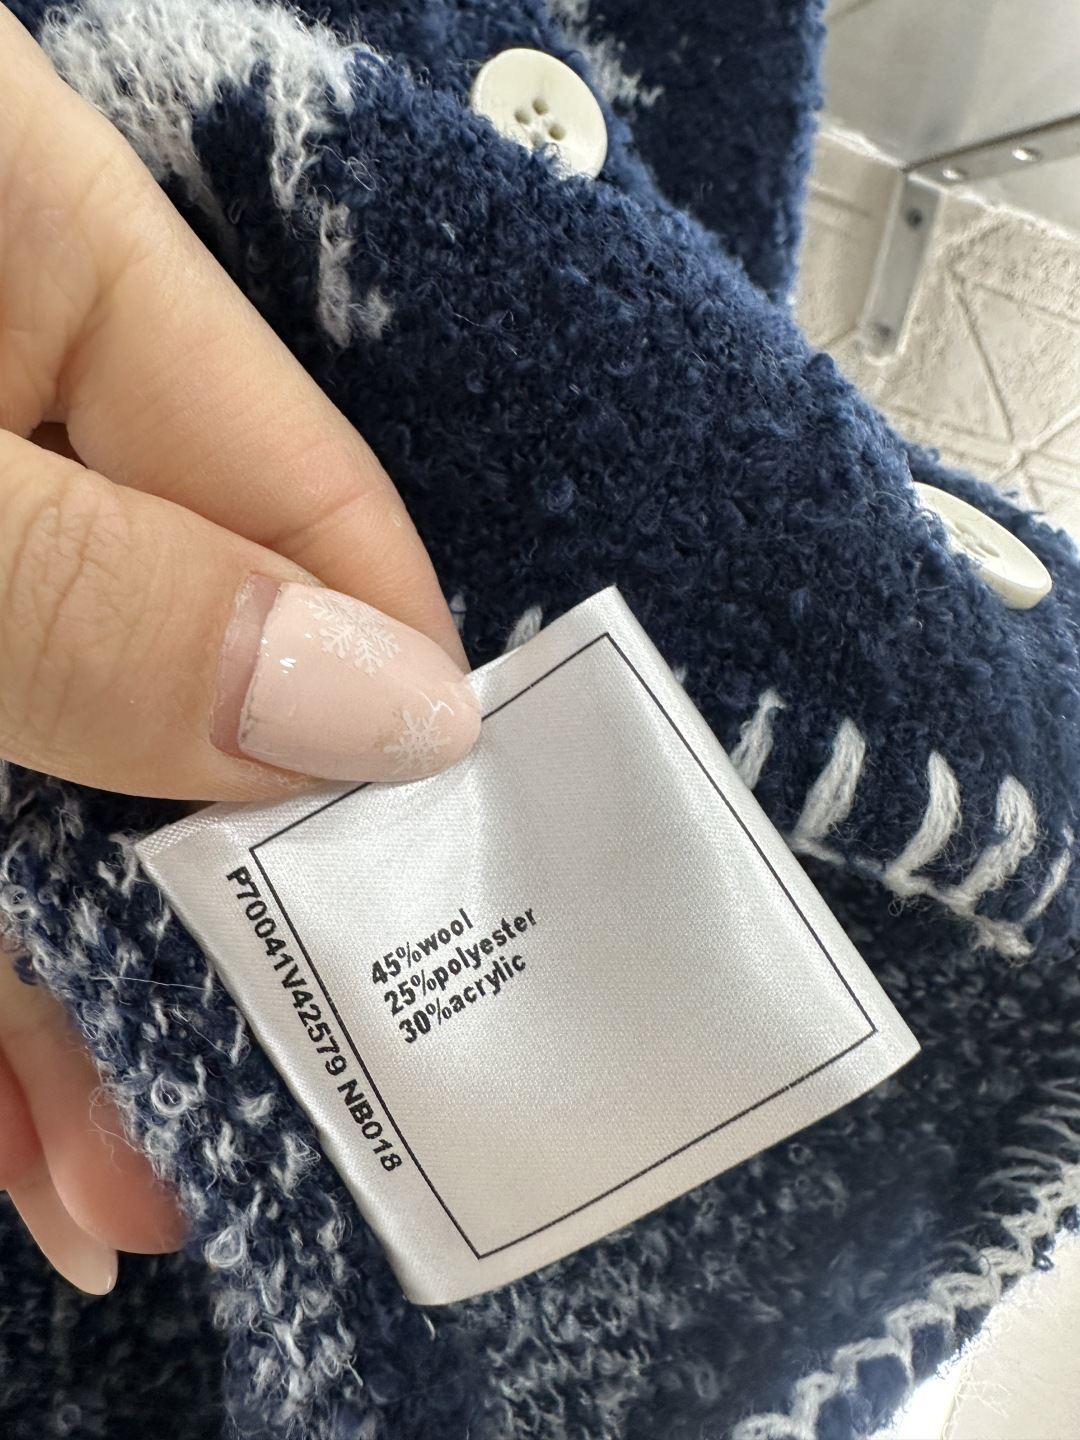 P70041V42579 NB018
45%wool
25%polyester
30%acrylic